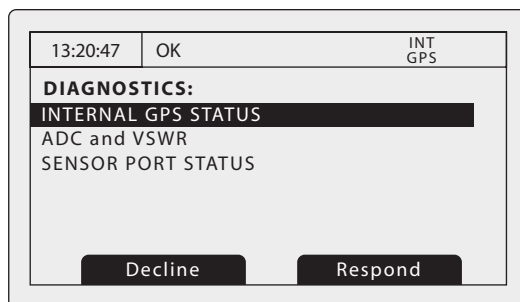 13:20:47 OK INT
GPS
DIAGNOSTICS:
INTERNAL GPS STATUS
ADC and VSWR
SENSOR PORT STATUS
Decline Respond